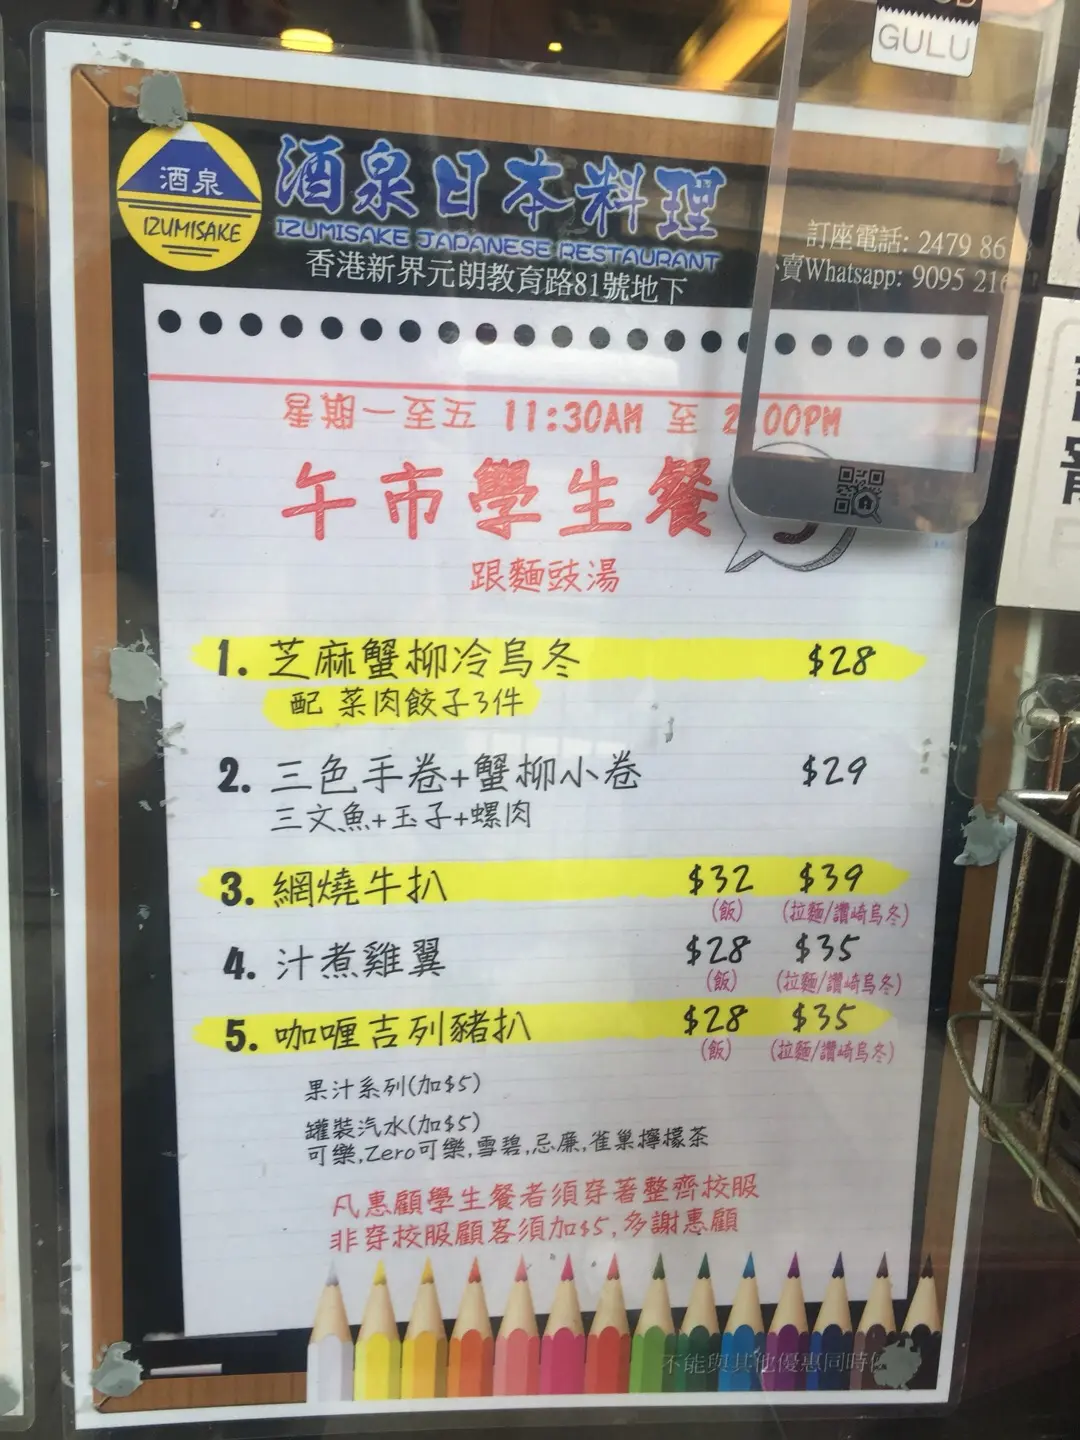 GULU
酒泉
IZUMISAKE
酒泉日本料理
IZUMISAKE JAPANESE RESTAURANT
香港新界元朗教育路81號地下
訂座電話: 2479 86
賣Whatsapp: 9095 216
星期一至五 11:30AM 至 2 00PM
午市學生餐
跟麵豉湯
1. 芝麻蟹柳冷烏冬 $28
配 菜肉餃子3件
2. 三色手卷+蟹柳小卷 $29
三文魚+玉子+螺肉
3. 網燒牛扒 $32 $39
(飯) (拉麵/讚崎烏冬)
4. 汁煮雞翼 $28 $35
(飯) (拉麵/讚崎烏冬)
5. 咖喱吉列豬扒 $28 $35
(飯) (拉麵/讚崎烏冬)
果汁系列(加$5)
罐裝汽水(加$5)
可樂,Zero可樂,雪碧,忌廉,雀巢檸檬茶
凡惠顧學生餐者須穿著整齊校服
非穿校服顧客須加$5,多謝惠顧
不能與其他優惠同時